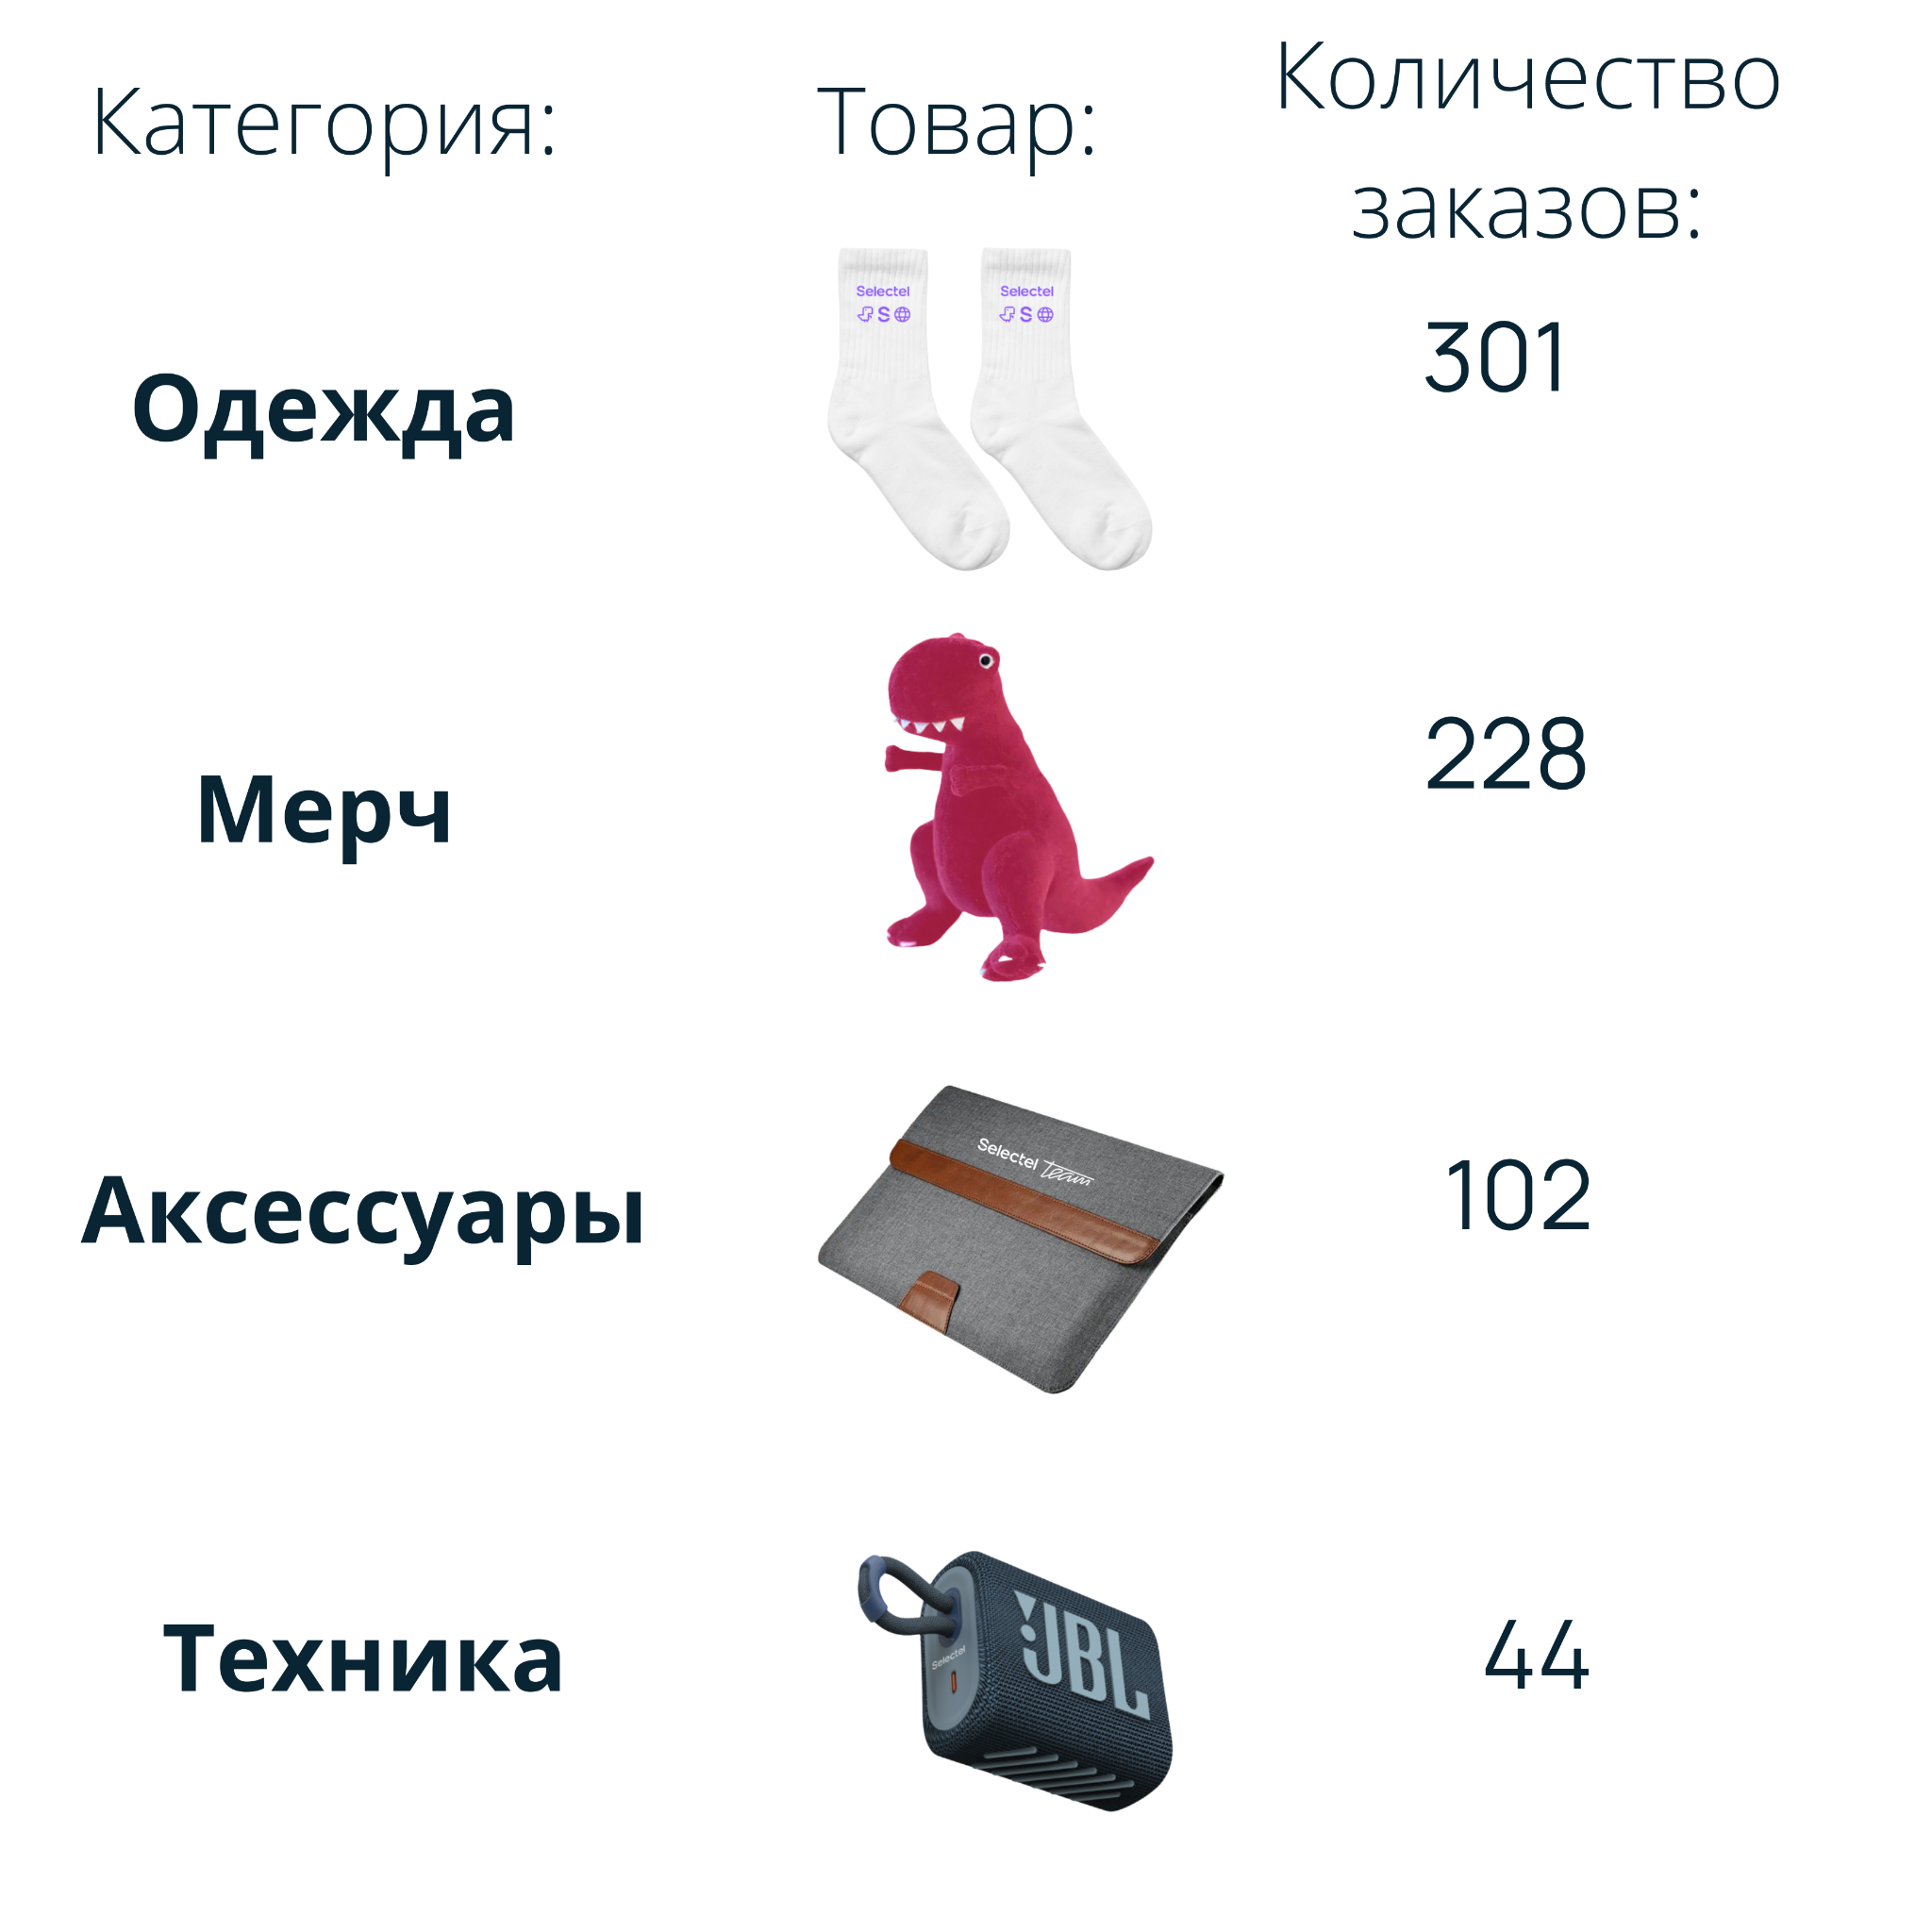 Категория:
Товар:
Количество
заказов:
Selectel
S
Selectel
S
Одежда
301
Мерч
228
Selectel team
Аксессуары
102
Selectel
JBL
Техника
44